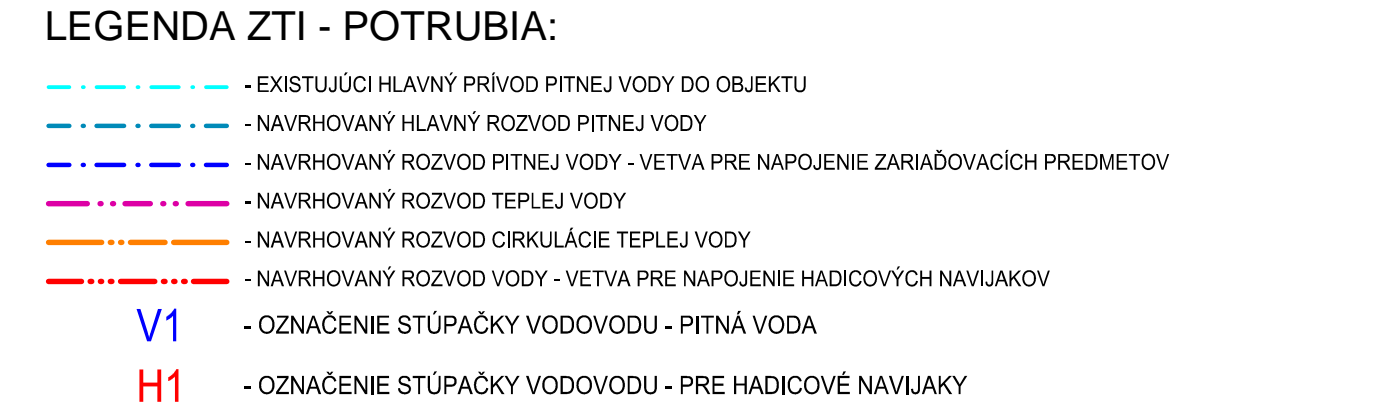 LEGENDA ZTI - POTRUBIA:
- EXISTUJÚCI HLAVNÝ PRÍVOD PITNEJ VODY DO OBJEKTU
- NAVRHOVANÝ HLAVNÝ ROZVOD PITNEJ VODY
- NAVRHOVANÝ ROZVOD PITNEJ VODY - VETVA PRE NAPOJENIE ZARIAĎOVACÍCH PREDMETOV
- NAVRHOVANÝ ROZVOD TEPLEJ VODY
- NAVRHOVANÝ ROZVOD CIRKULÁCIE TEPLEJ VODY
- NAVRHOVANÝ ROZVOD VODY - VETVA PRE NAPOJENIE HADICOVÝCH NAVIJAKOV
V1 - OZNAČENIE STÚPAČKY VODOVODU - PITNÁ VODA
H1 - OZNAČENIE STÚPAČKY VODOVODU - PRE HADICOVÉ NAVIJAKY